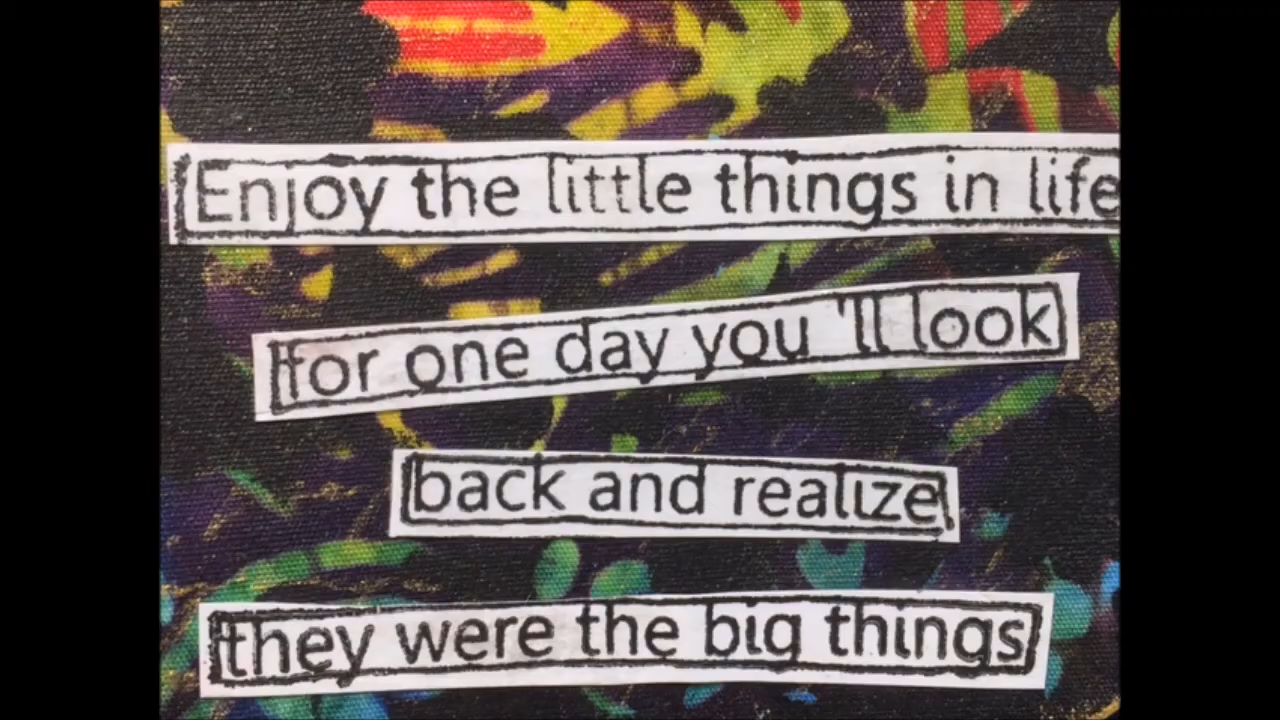 Enjoy the little things in life
for one day you 'll look
back and realize
they were the big things